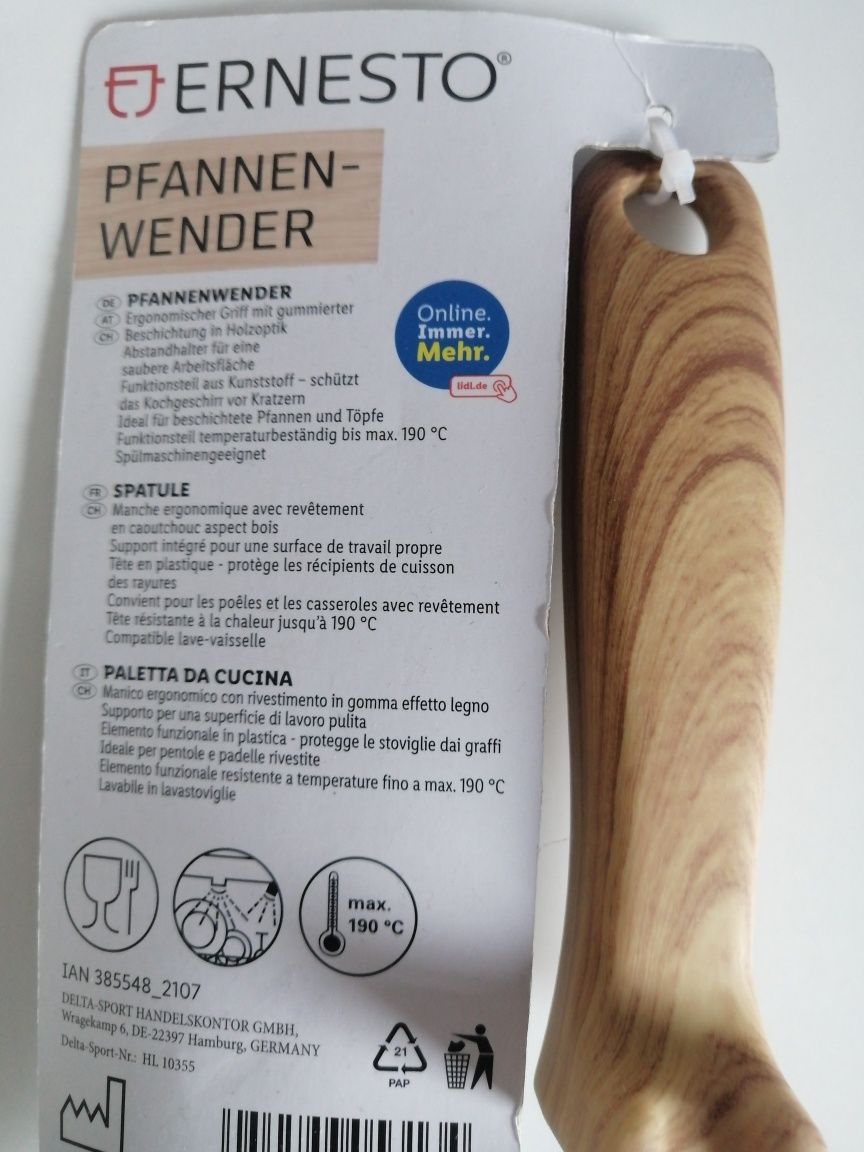 ERNESTO®
PFANNEN-
WENDER
DE PFANNENWENDER
AT Ergonomischer Griff mit gummierter
CH Beschichtung in Holzoptik
Abstandhalter für eine
saubere Arbeitsfläche
Funktionsteil aus Kunststoff – schützt
das Kochgeschirr vor Kratzern
Ideal für beschichtete Pfannen und Töpfe
Funktionsteil temperaturbeständig bis max. 190 °C
Spülmaschinengeeignet
Online.
Immer.
Mehr.
lidl.de
FR SPATULE
CH Manche ergonomique avec revêtement
en caoutchouc aspect bois
Support intégré pour une surface de travail propre
Tête en plastique - protège les récipients de cuisson
des rayures
Convient pour les poêles et les casseroles avec revêtement
Tête résistante à la chaleur jusqu'à 190 °C
Compatible lave-vaisselle
IT PALETTA DA CUCINA
CH Manico ergonomico con rivestimento in gomma effetto legno
Supporto per una superficie di lavoro pulita
Elemento funzionale in plastica - protegge le stoviglie dai graffi
Ideale per pentole e padelle rivestite
Elemento funzionale resistente a temperature fino a max. 190 °C
Lavabile in lavastoviglie
max.
190 °C
IAN 385548_2107
DELTA-SPORT HANDELSKONTOR GMBH,
Wragekamp 6, DE-22397 Hamburg, GERMANY
Delta-Sport-Nr.: HL 10355
21
PAP